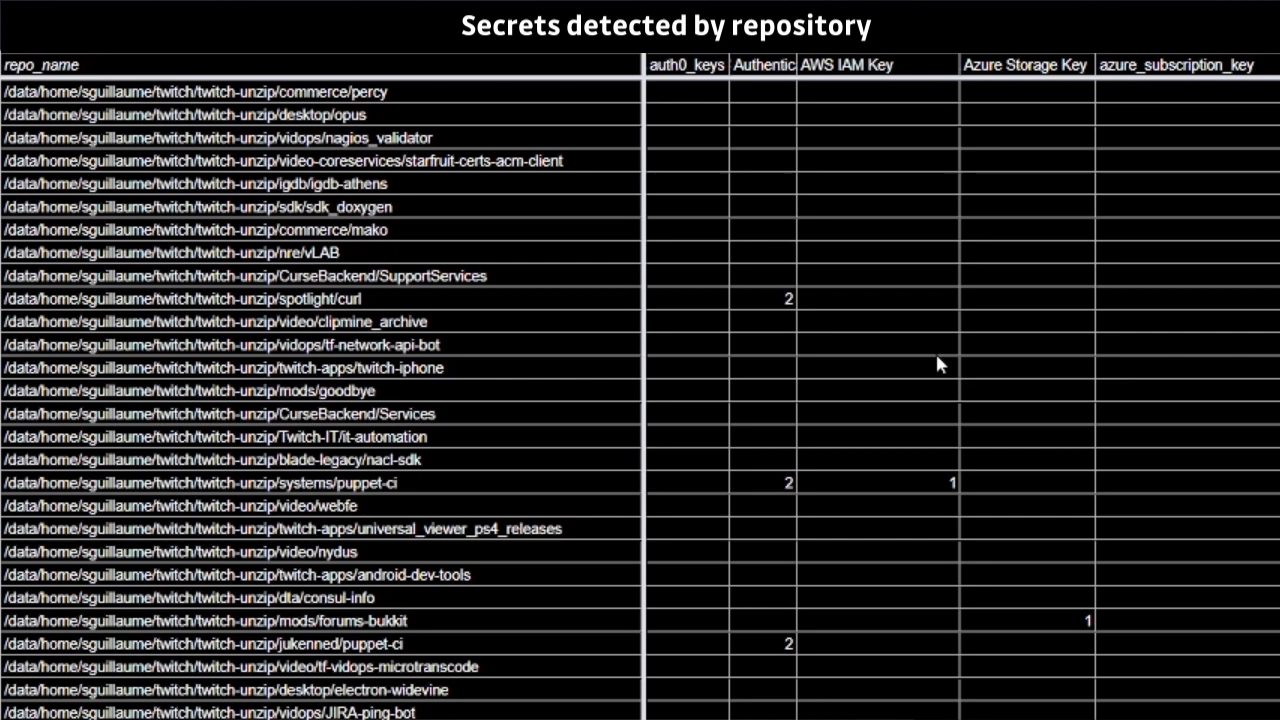 Secrets detected by repository
repo_name auth0_keys Authentic AWS IAM Key Azure Storage Key azure_subscription_key
/data/home/sguillaume/twitch/twitch-unzip/commerce/percy
/data/home/sguillaume/twitch/twitch-unzip/desktop/opus
/data/home/sguillaume/twitch/twitch-unzip/vidops/nagios_validator
/data/home/sguillaume/twitch/twitch-unzip/video-coreservices/starfruit-certs-acm-client
/data/home/sguillaume/twitch/twitch-unzip/igdb/igdb-athens
/data/home/sguillaume/twitch/twitch-unzip/sdk/sdk_doxygen
/data/home/sguillaume/twitch/twitch-unzip/commerce/mako
/data/home/sguillaume/twitch/twitch-unzip/nre/vLAB
/data/home/sguillaume/twitch/twitch-unzip/CurseBackend/SupportServices
/data/home/sguillaume/twitch/twitch-unzip/spotlight/curl 2
/data/home/sguillaume/twitch/twitch-unzip/video/clipmine_archive
/data/home/sguillaume/twitch/twitch-unzip/vidops/tf-network-api-bot
/data/home/sguillaume/twitch/twitch-unzip/twitch-apps/twitch-iphone
/data/home/sguillaume/twitch/twitch-unzip/mods/goodbye
/data/home/sguillaume/twitch/twitch-unzip/CurseBackend/Services
/data/home/sguillaume/twitch/twitch-unzip/Twitch-IT/it-automation
/data/home/sguillaume/twitch/twitch-unzip/blade-legacy/nacl-sdk
/data/home/sguillaume/twitch/twitch-unzip/systems/puppet-ci 2 1
/data/home/sguillaume/twitch/twitch-unzip/video/webfe
/data/home/sguillaume/twitch/twitch-unzip/twitch-apps/universal_viewer_ps4_releases
/data/home/sguillaume/twitch/twitch-unzip/video/nydus
/data/home/sguillaume/twitch/twitch-unzip/twitch-apps/android-dev-tools
/data/home/sguillaume/twitch/twitch-unzip/dta/consul-info
/data/home/sguillaume/twitch/twitch-unzip/mods/forums-bukkit 1
/data/home/sguillaume/twitch/twitch-unzip/jukenned/puppet-ci 2
/data/home/sguillaume/twitch/twitch-unzip/video/tf-vidops-microtranscode
/data/home/sguillaume/twitch/twitch-unzip/desktop/electron-widevine
/data/home/sguillaume/twitch/twitch-unzip/vidops/JIRA-ping-bot